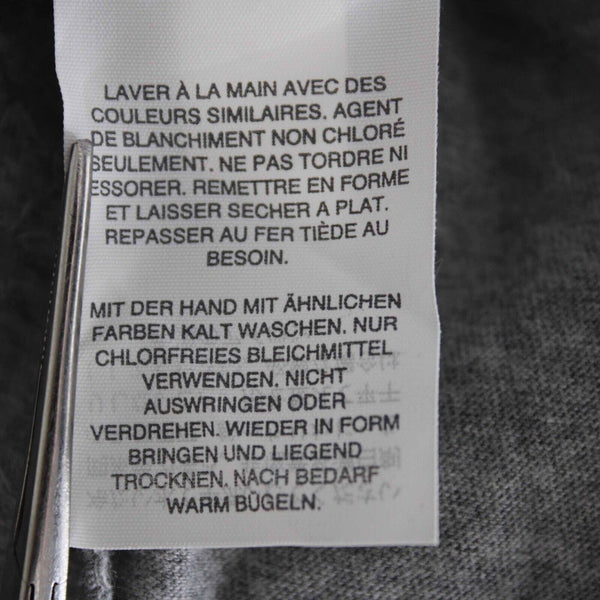 LAVER À LA MAIN AVEC DES
COULEURS SIMILAIRES. AGENT
DE BLANCHIMENT NON CHLORÉ
SEULEMENT. NE PAS TORDRE NI
ESSORER. REMETTRE EN FORME
ET LAISSER SECHER A PLAT.
REPASSER AU FER TIÈDE AU
BESOIN.
MIT DER HAND MIT ÄHNLICHEN
FARBEN KALT WASCHEN. NUR
CHLORFREIES BLEICHMITTEL
VERWENDEN. NICHT
AUSWRINGEN ODER
VERDREHEN. WIEDER IN FORM
BRINGEN UND LIEGEND
TROCKNEN. NACH BEDARF
WARM BÜGELN.